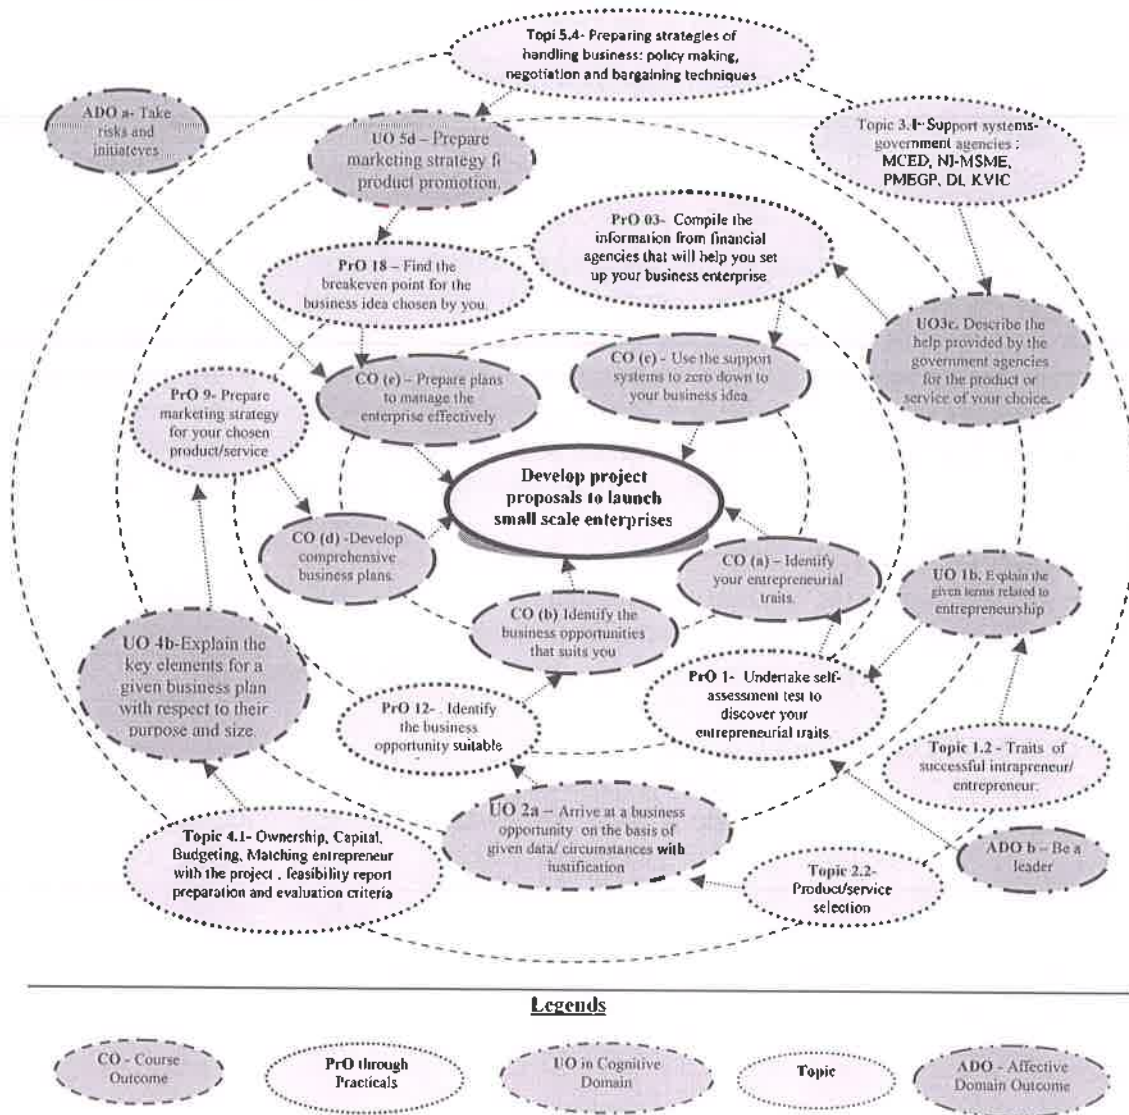 Topi 5.4- Preparing strategies of
handling business: policy making,
negotiation and bargaining techniques
ADO a- Take
risks and
initiateves
UO 5d – Prepare
marketing strategy f
product promotion.
Topic 3.1- Support systems-
government agencies :
MCED, NI-MSME,
PMEGP, DI, KVIC
PrO 03- Compile the
information from financial
agencies that will help you set
up your business enterprise
PrO 18 – Find the
breakeven point for the
business idea chosen by you
UO3c. Describe the
help provided by the
government agencies
for the product or
service of your choice.
CO (e) – Prepare plans
to manage the
enterprise effectively
CO (c) - Use the support
systems to zero down to
your business idea
PrO 9- Prepare
marketing strategy
for your chosen
product/service
Develop project
proposals to launch
small scale enterprises
CO (d) -Develop
comprehensive
business plans.
CO (a) – Identify
your entrepreneurial
traits.
UO 1b. Explain the
given terms related to
entrepreneurship
CO (b) Identify the
business opportunities
that suits you
UO 4b-Explain the
key elements for a
given business plan
with respect to their
purpose and size.
PrO 1- Undertake self-
assessment test to
discover your
entrepreneurial traits
PrO 12- . Identify
the business
opportunity suitable
Topic 1.2 - Traits of
successful intrapreneur/
entrepreneur.
UO 2a – Arrive at a business
opportunity on the basis of
given data/ circumstances with
justification
Topic 4.1- Ownership, Capital,
Budgeting, Matching entrepreneur
with the project , feasibility report
preparation and evaluation criteria
ADO b – Be a
leader
Topic 2.2-
Product/service
selection
Legends
CO - Course
Outcome
PrO through
Practicals
UO in Cognitive
Domain
Topic
ADO - Affective
Domain Outcome